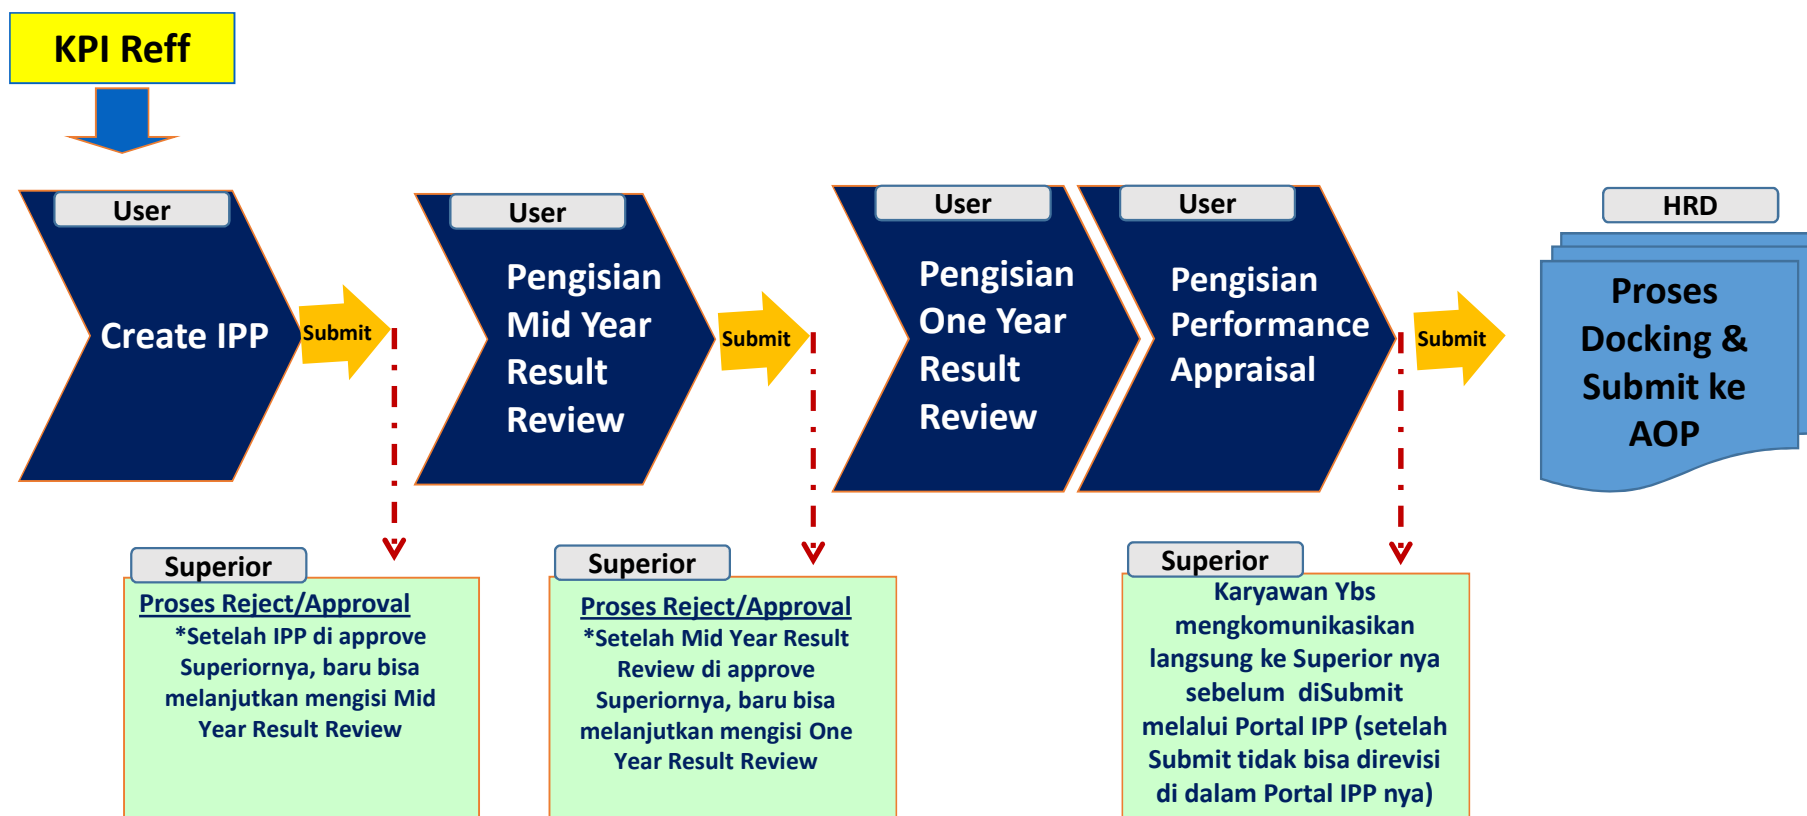 KPI Reff
User
Create IPP
Submit
User
Pengisian
Mid Year
Result
Review
Submit
User
Pengisian
One Year
Result
Review
User
Pengisian
Performance
Appraisal
Submit
HRD
Proses
Docking &
Submit ke
AOP
Superior
Proses Reject/Approval
*Setelah IPP di approve
Superiornya, baru bisa
melanjutkan mengisi Mid
Year Result Review
Superior
Proses Reject/Approval
*Setelah Mid Year Result
Review di approve
Superiornya, baru bisa
melanjutkan mengisi One
Year Result Review
Superior
Karyawan Ybs
mengkomunikasikan
langsung ke Superior nya
sebelum diSubmit
melalui Portal IPP (setelah
Submit tidak bisa direvisi
di dalam Portal IPP nya)